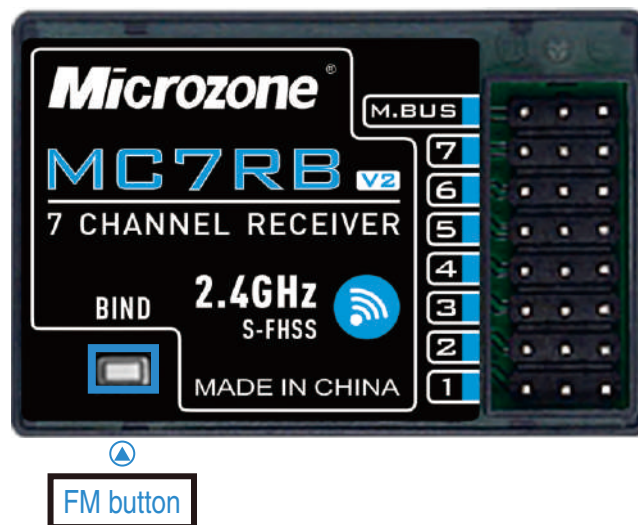 Microzone®
M.BUS
MC7RB V2
7
6
7 CHANNEL RECEIVER
5
4
2.4GHz
BIND
3
S-FHSS
2
MADE IN CHINA
1
FM button